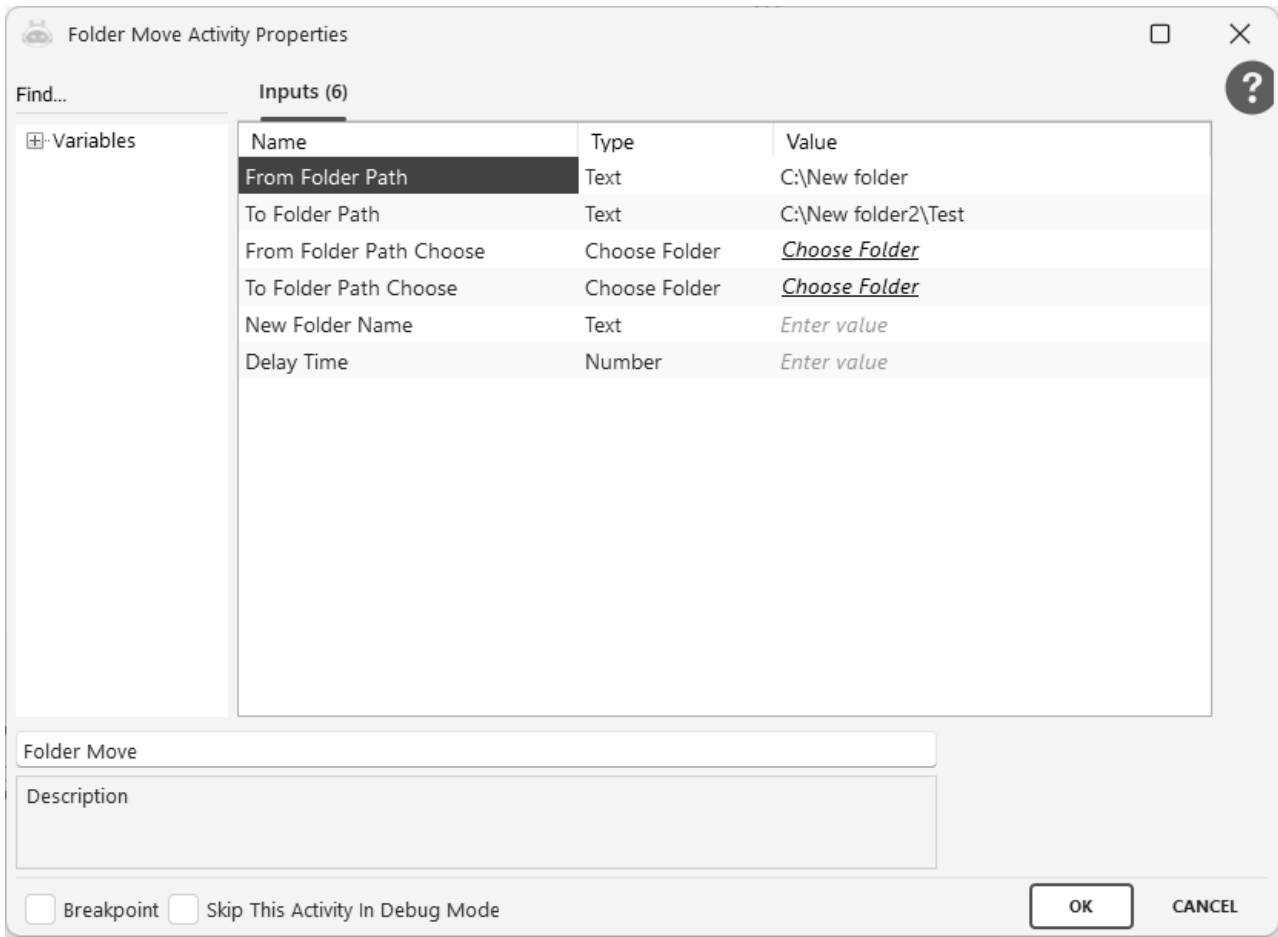 Folder Move Activity Properties
Find...
Inputs (6)
?
Variables
Name Type Value
From Folder Path Text C:\New folder
To Folder Path Text C:\New folder2\Test
From Folder Path Choose Choose Folder Choose Folder
To Folder Path Choose Choose Folder Choose Folder
New Folder Name Text Enter value
Delay Time Number Enter value
Folder Move
Description
Breakpoint Skip This Activity In Debug Mode OK CANCEL